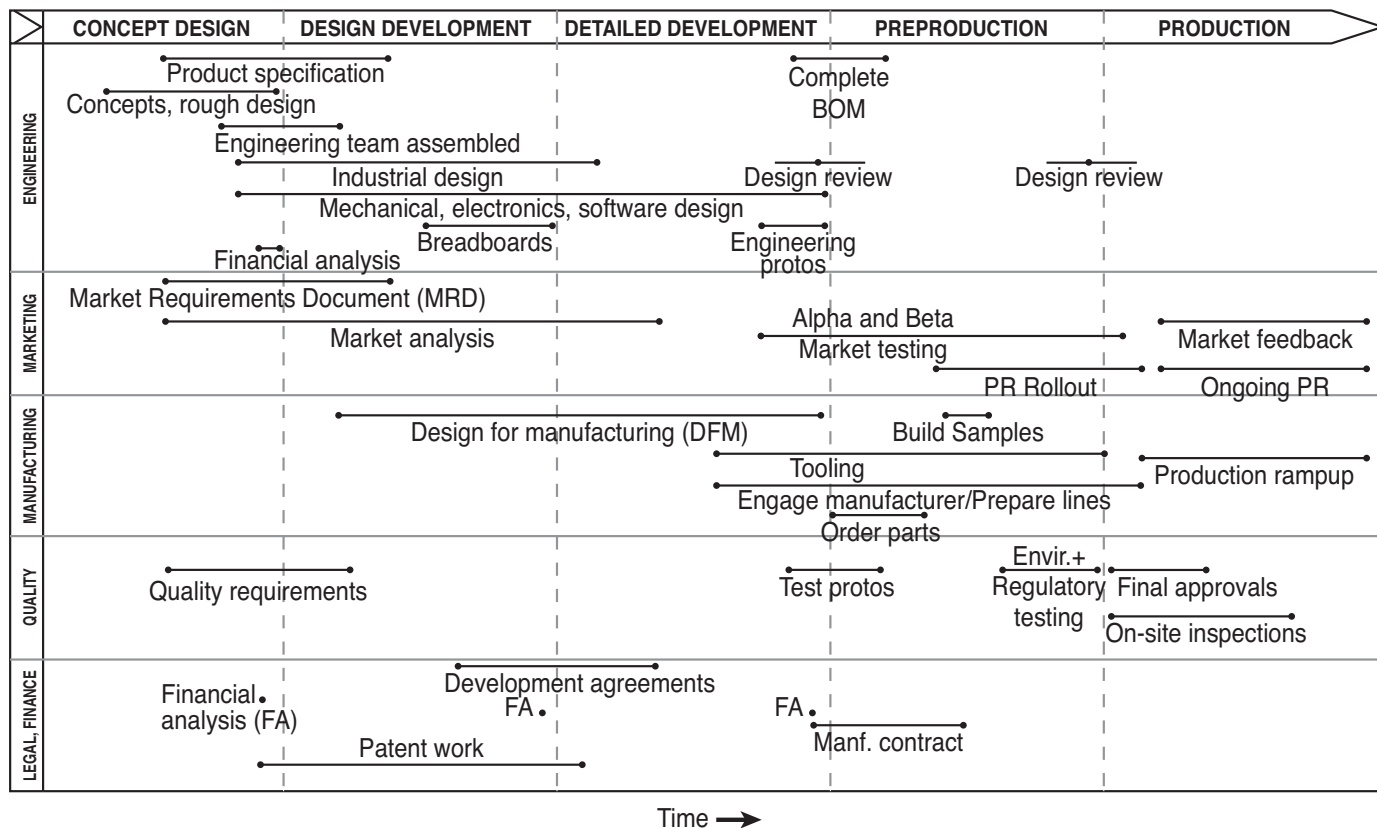 CONCEPT DESIGN
DESIGN DEVELOPMENT
DETAILED DEVELOPMENT
PREPRODUCTION
PRODUCTION
ENGINEERING
Product specification
Complete
BOM
Concepts, rough design
Engineering team assembled
Industrial design
Design review
Design review
Mechanical, electronics, software design
Breadboards
Engineering
protos
Financial analysis
MARKETING
Market Requirements Document (MRD)
Market analysis
Alpha and Beta
Market testing
Market feedback
PR Rollout
Ongoing PR
MANUFACTURING
Design for manufacturing (DFM)
Build Samples
Tooling
Production rampup
Engage manufacturer/Prepare lines
Order parts
QUALITY
Quality requirements
Test protos
Envir.+
Regulatory
testing
Final approvals
On-site inspections
LEGAL, FINANCE
Development agreements
Financial
analysis (FA)
FA
FA
Manf. contract
Patent work
Time